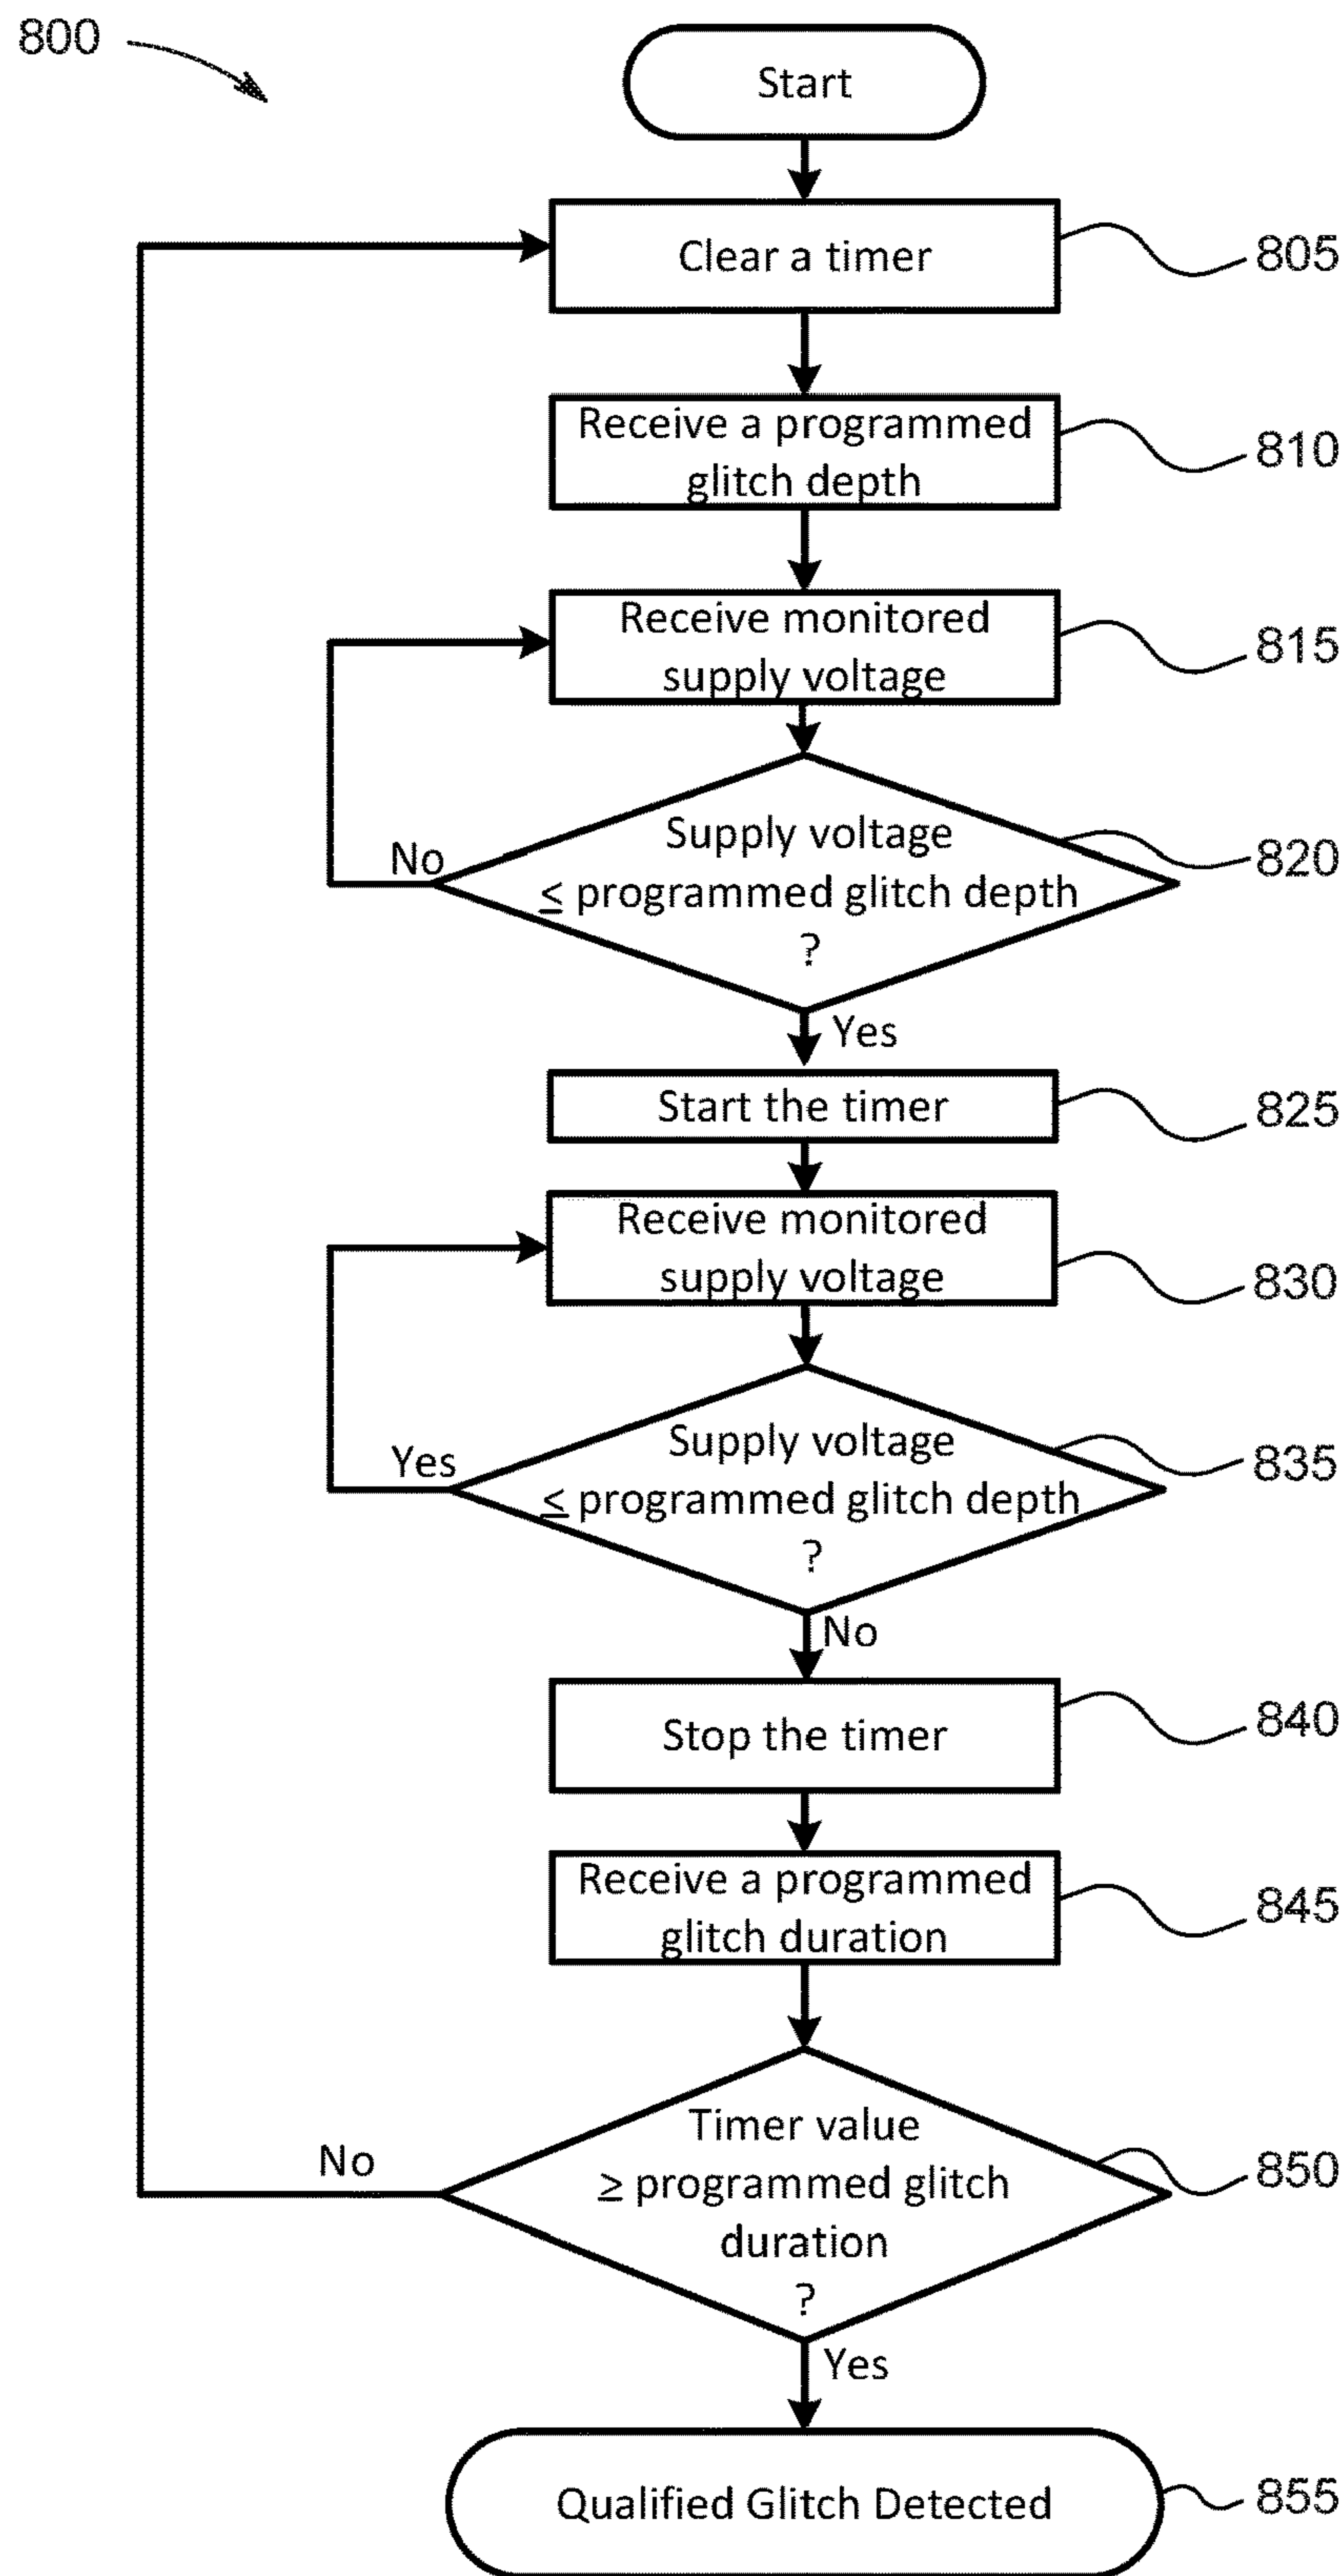 800
Start
Clear a timer
805
Receive a programmed
glitch depth
810
Receive monitored
supply voltage
815
Supply voltage
≤ programmed glitch depth
?
820
No
Yes
Start the timer
825
Receive monitored
supply voltage
830
Supply voltage
≤ programmed glitch depth
?
835
Yes
No
Stop the timer
840
Receive a programmed
glitch duration
845
Timer value
≥ programmed glitch
duration
?
850
No
Yes
Qualified Glitch Detected
855